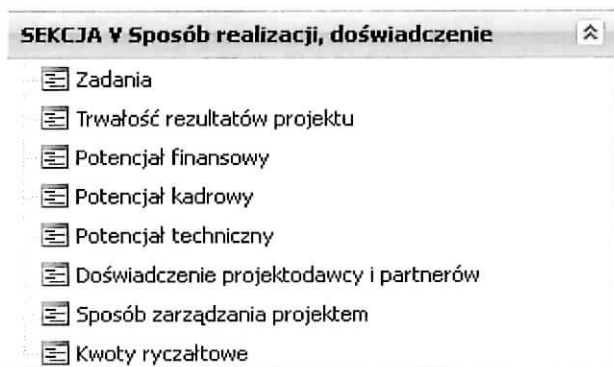 SEKCJA V Sposób realizacji, doświadczenie
Zadania
Trwałość rezultatów projektu
Potencjał finansowy
Potencjał kadrowy
Potencjał techniczny
Doświadczenie projektodawcy i partnerów
Sposób zarządzania projektem
Kwoty ryczałtowe